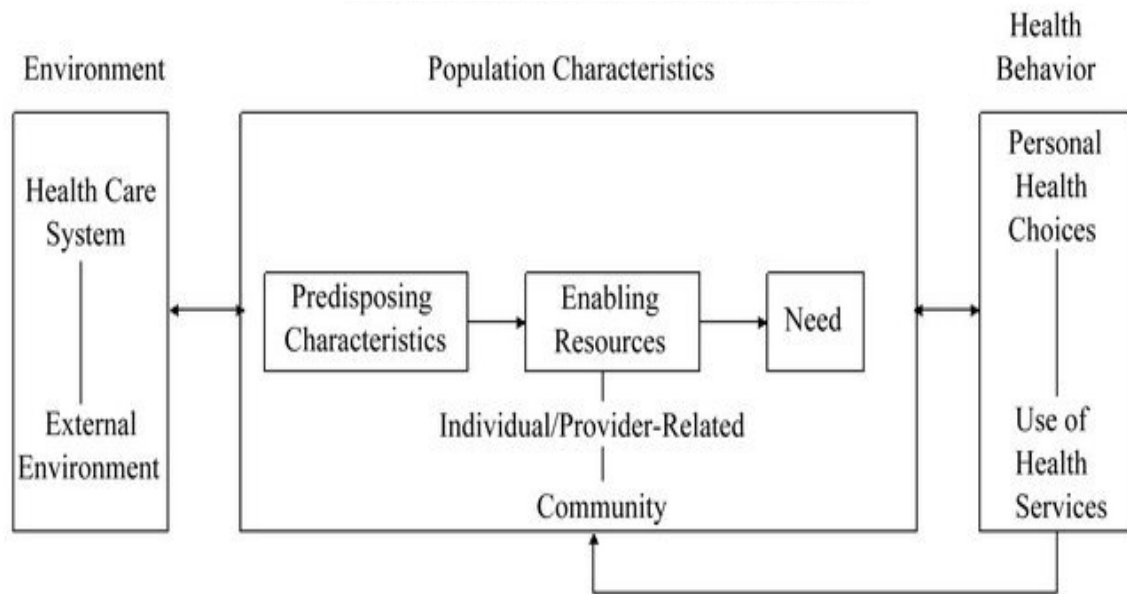 Environment
Population Characteristics
Health
Behavior
Health Care
System
External
Environment
Predisposing
Characteristics
Enabling
Resources
Need
Individual/Provider-Related
Community
Personal
Health
Choices
Use of
Health
Services